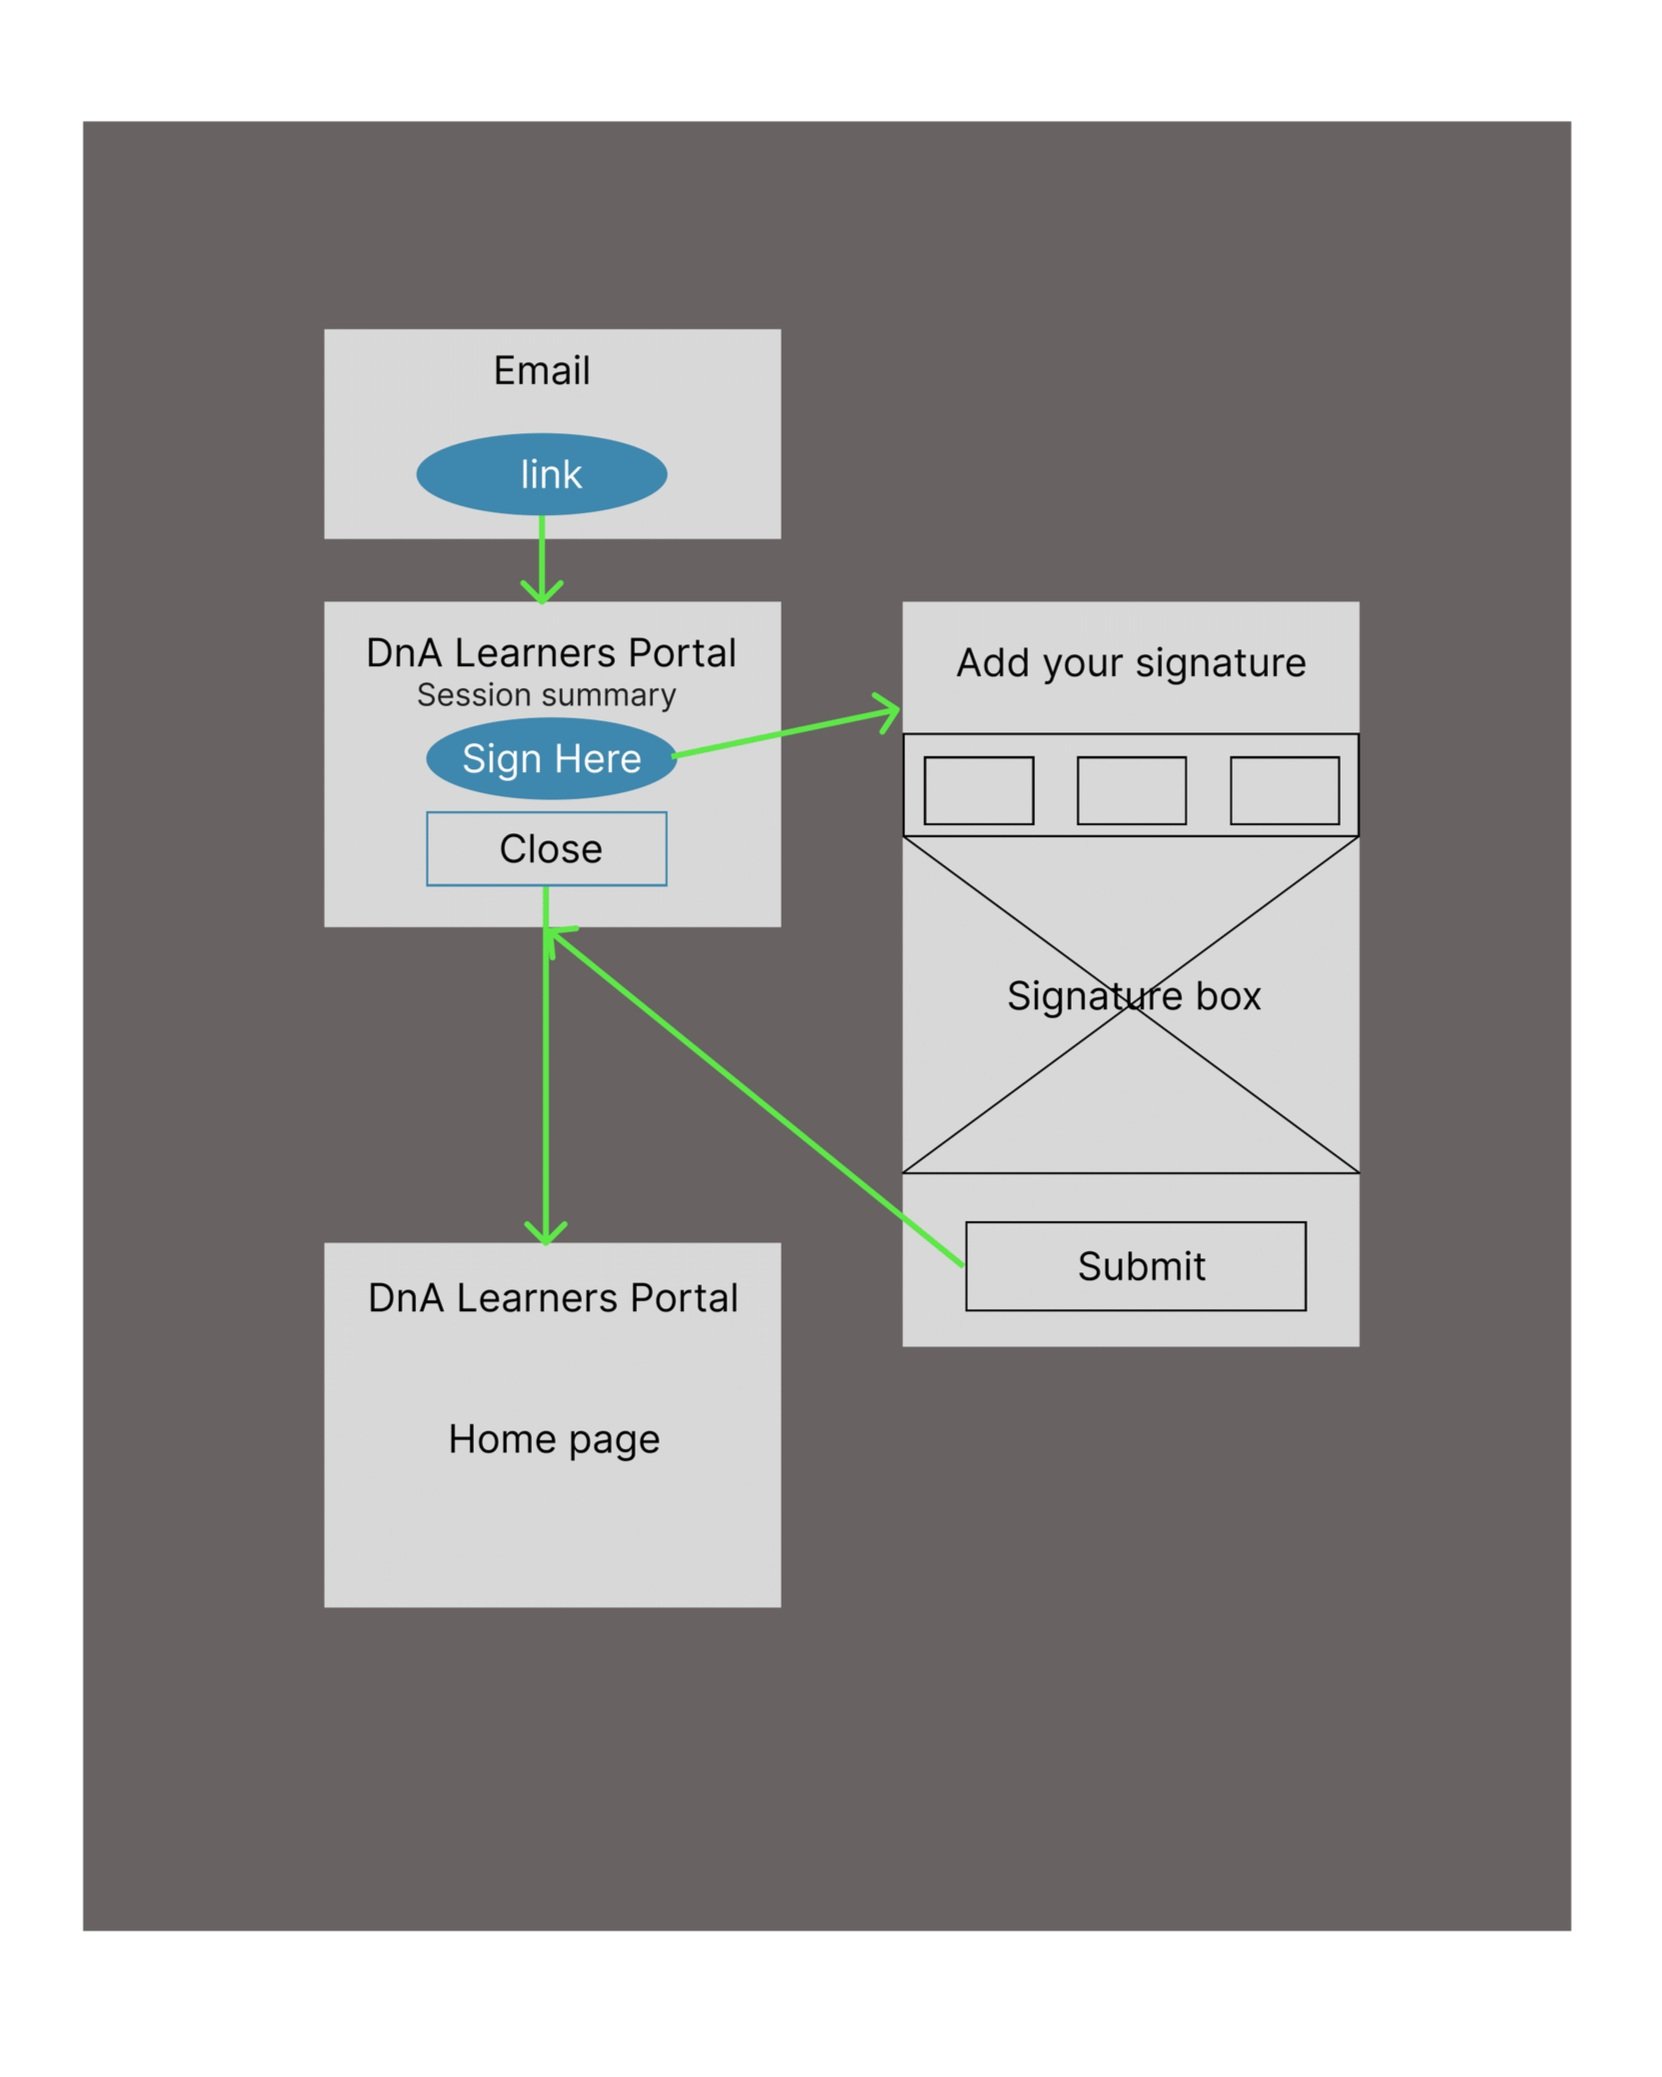 Email
link
DnA Learners Portal
Session summary
Sign Here
Close
Add your signature
Signature box
Submit
DnA Learners Portal
Home page